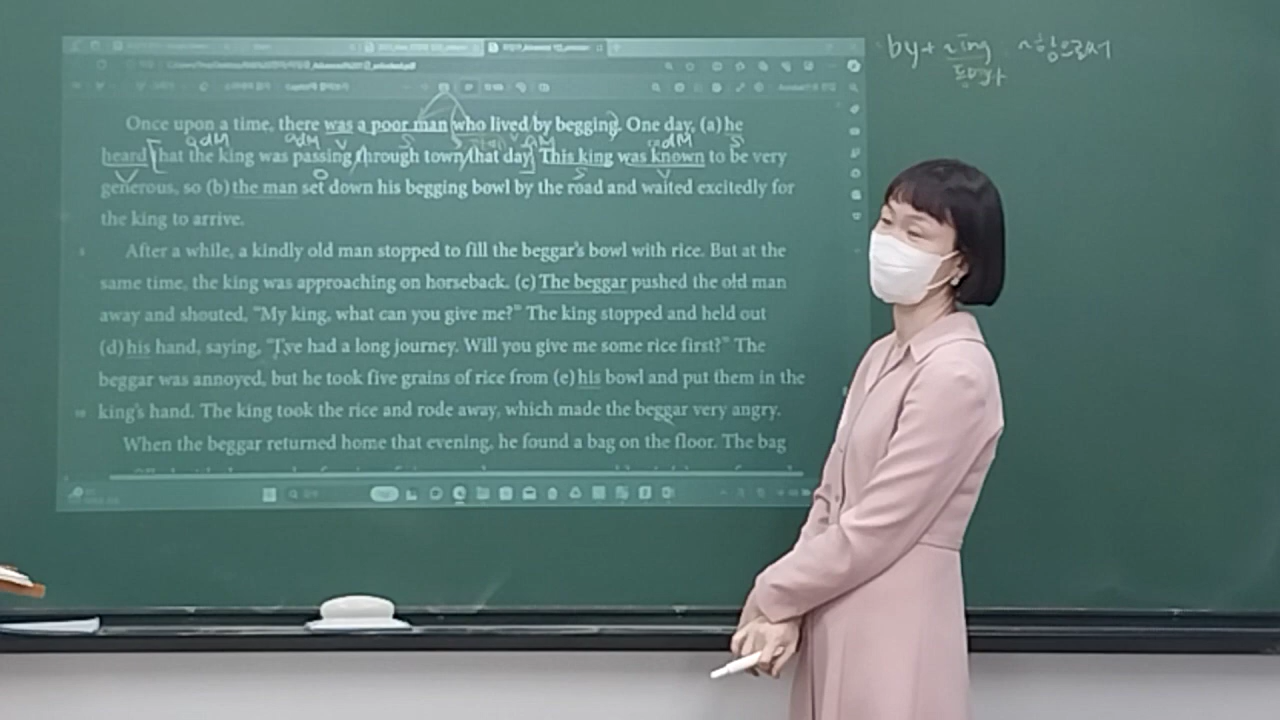 by + ~ing ~함으로써
동명사
Once upon a time, there was a poor man who lived by begging. One day, (a) he
heard that the king was passing through town that day. This king was known to be very
generous, so (b) the man set down his begging bowl by the road and waited excitedly for
the king to arrive.
5 After a while, a kindly old man stopped to fill the beggar's bowl with rice. But at the
same time, the king was approaching on horseback. (c) The beggar pushed the old man
away and shouted, "My king, what can you give me?" The king stopped and held out
(d) his hand, saying, "I've had a long journey. Will you give me some rice first?" The
beggar was annoyed, but he took five grains of rice from (e) his bowl and put them in the
10 king's hand. The king took the rice and rode away, which made the beggar very angry.
When the beggar returned home that evening, he found a bag on the floor. The bag